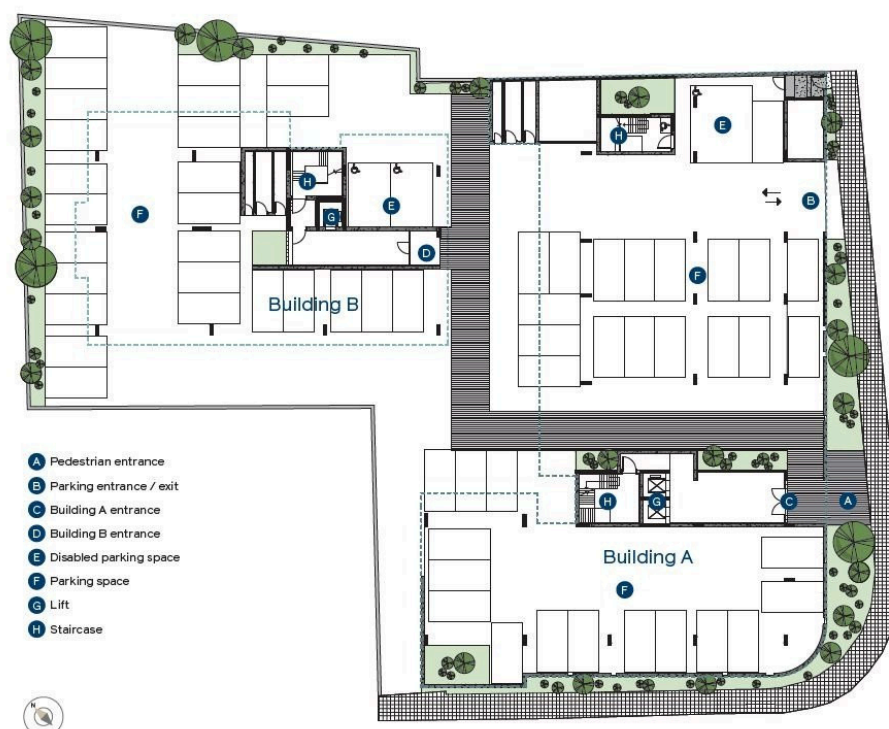 H
E
H
F
E
B
G
D
F
Building B
A Pedestrian entrance
B Parking entrance / exit
C Building A entrance
D Building B entrance
E Disabled parking space
F Parking space
G Lift
H Staircase
H
G
C
A
Building A
F
N